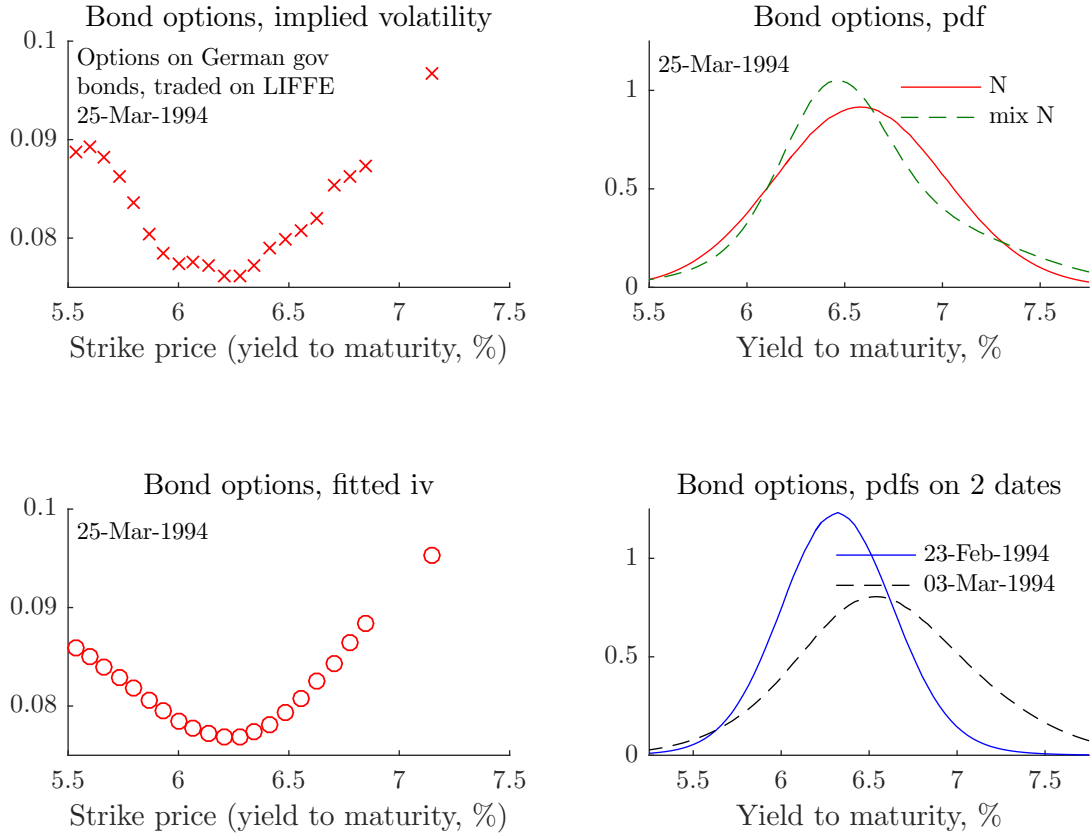 Bond options, implied volatility
0.1
Options on German gov
bonds, traded on LIFFE
25-Mar-1994
0.09
0.08
5.5 6 6.5 7 7.5
Strike price (yield to maturity, %)
Bond options, pdf
25-Mar-1994
N
mix N
1
0.5
0
5.5 6 6.5 7 7.5
Yield to maturity, %
Bond options, fitted iv
0.1
25-Mar-1994
0.09
0.08
5.5 6 6.5 7 7.5
Strike price (yield to maturity, %)
Bond options, pdfs on 2 dates
23-Feb-1994
03-Mar-1994
1
0.5
0
5.5 6 6.5 7 7.5
Yield to maturity, %